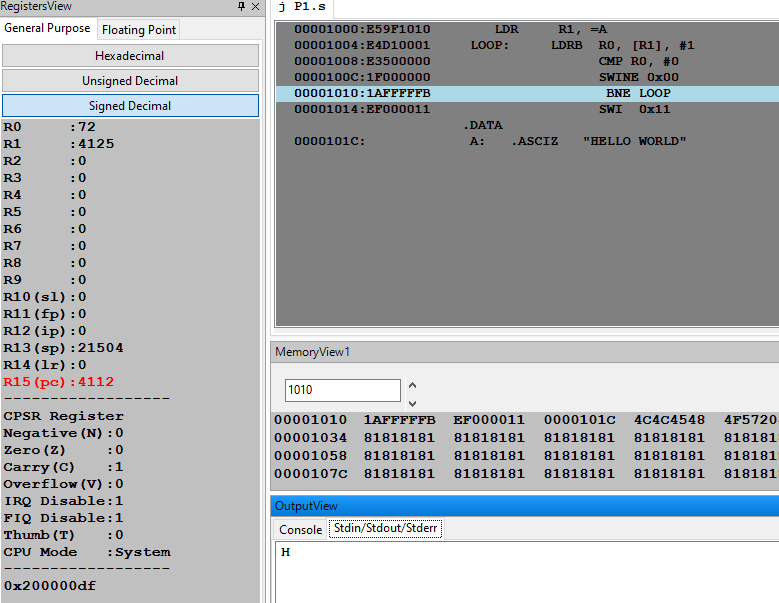 RegistersView
General Purpose Floating Point
Hexadecimal
Unsigned Decimal
Signed Decimal
R0 :72
R1 :4125
R2 :0
R3 :0
R4 :0
R5 :0
R6 :0
R7 :0
R8 :0
R9 :0
R10(sl):0
R11(fp):0
R12(ip):0
R13(sp):21504
R14(lr):0
R15(pc):4112
------------------
CPSR Register
Negative(N):0
Zero(Z) :0
Carry(C) :1
Overflow(V):0
IRQ Disable:1
FIQ Disable:1
Thumb(T) :0
CPU Mode :System
------------------
0x200000df
j P1.s
00001000:E59F1010 LDR R1, =A
00001004:E4D10001 LOOP: LDRB R0, [R1], #1
00001008:E3500000 CMP R0, #0
0000100C:1F000000 SWINE 0x00
00001010:1AFFFFFB BNE LOOP
00001014:EF000011 SWI 0x11
.DATA
0000101C: A: .ASCIZ "HELLO WORLD"
MemoryView1
1010
00001010 1AFFFFFB EF000011 0000101C 4C4C4548 4F5720
00001034 81818181 81818181 81818181 81818181 818181
00001058 81818181 81818181 81818181 81818181 818181
0000107C 81818181 81818181 81818181 81818181 818181
OutputView
Console Stdin/Stdout/Stderr
H